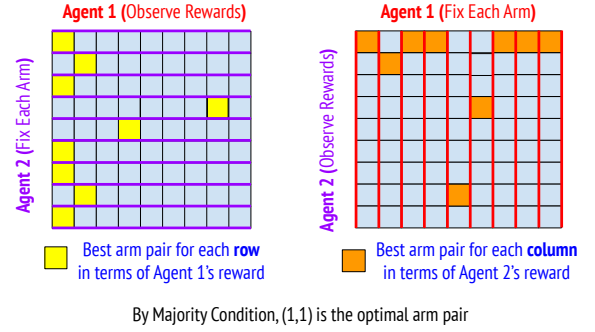 Agent 1 (Observe Rewards)
Agent 2 (Fix Each Arm)
Best arm pair for each row
in terms of Agent 1's reward
Agent 1 (Fix Each Arm)
Agent 2 (Observe Rewards)
Best arm pair for each column
in terms of Agent 2's reward
By Majority Condition, (1,1) is the optimal arm pair